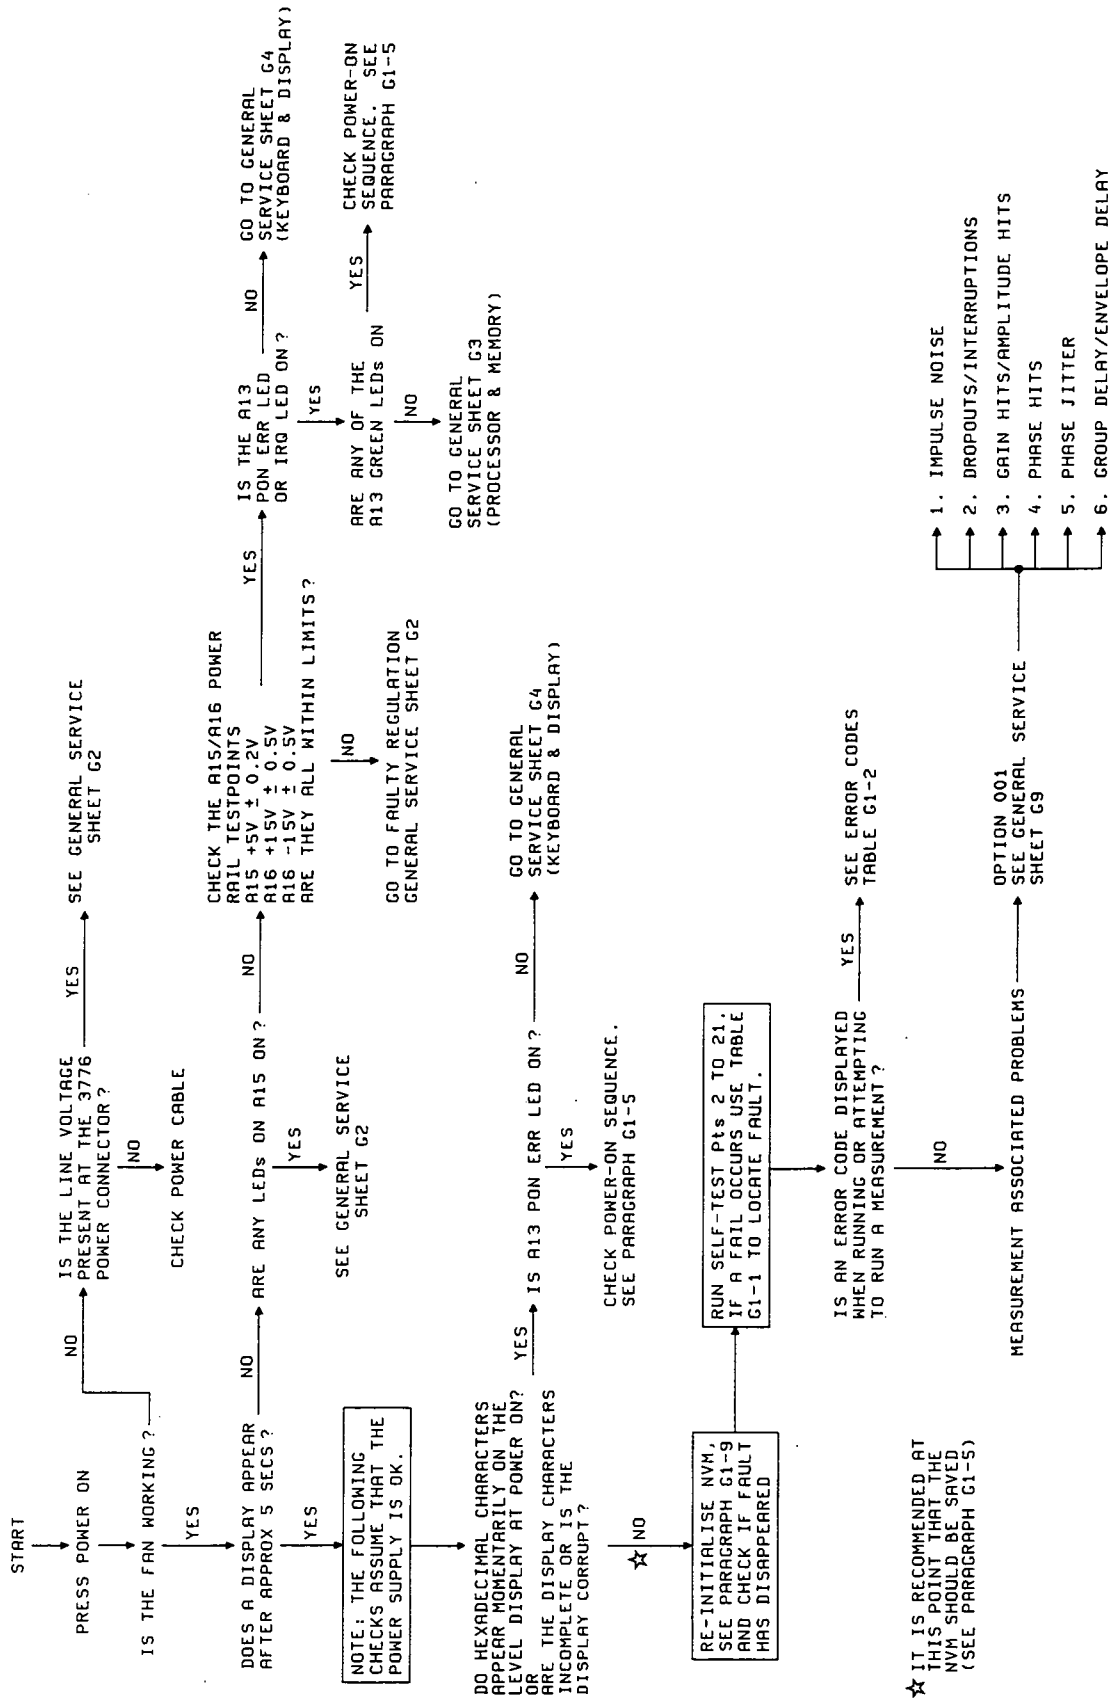 START
PRESS POWER ON
IS THE FAN WORKING?
NO
IS THE LINE VOLTAGE
PRESENT AT THE 3776
POWER CONNECTOR?
YES
SEE GENERAL SERVICE
SHEET G2
NO
CHECK POWER CABLE
YES
DOES A DISPLAY APPEAR
AFTER APPROX 5 SECS?
NO
ARE ANY LEDs ON A15 ON?
YES
SEE GENERAL SERVICE
SHEET G2
NO
CHECK THE A15/A16 POWER
RAIL TESTPOINTS
A15 +5V ± 0.2V
A16 +15V ± 0.5V
A16 -15V ± 0.5V
ARE THEY ALL WITHIN LIMITS?
NO
GO TO FAULTY REGULATION
GENERAL SERVICE SHEET G2
YES
IS THE A13
PON ERR LED
OR IRQ LED ON?
NO
GO TO GENERAL
SERVICE SHEET G4
(KEYBOARD & DISPLAY)
YES
ARE ANY OF THE
A13 GREEN LEDs ON
YES
CHECK POWER-ON
SEQUENCE. SEE
PARAGRAPH G1-5
NO
GO TO GENERAL
SERVICE SHEET G3
(PROCESSOR & MEMORY)
YES
NOTE: THE FOLLOWING
CHECKS ASSUME THAT THE
POWER SUPPLY IS OK.
DO HEXADECIMAL CHARACTERS
APPEAR MOMENTARILY ON THE
LEVEL DISPLAY AT POWER ON?
OR
ARE THE DISPLAY CHARACTERS
INCOMPLETE OR IS THE
DISPLAY CORRUPT?
YES
IS A13 PON ERR LED ON?
NO
GO TO GENERAL
SERVICE SHEET G4
(KEYBOARD & DISPLAY)
YES
CHECK POWER-ON SEQUENCE.
SEE PARAGRAPH G1-5
☆ NO
RE-INITIALISE NVM,
SEE PARAGRAPH G1-9
AND CHECK IF FAULT
HAS DISAPPEARED
RUN SELF-TEST Pts 2 TO 21.
IF A FAIL OCCURS USE TABLE
G1-1 TO LOCATE FAULT.
IS AN ERROR CODE DISPLAYED
WHEN RUNNING OR ATTEMPTING
TO RUN A MEASUREMENT?
YES
SEE ERROR CODES
TABLE G1-2
NO
MEASUREMENT ASSOCIATED PROBLEMS
OPTION 001
SEE GENERAL SERVICE
SHEET G9
1. IMPULSE NOISE
2. DROPOUTS/INTERRUPTIONS
3. GAIN HITS/AMPLITUDE HITS
4. PHASE HITS
5. PHASE JITTER
6. GROUP DELAY/ENVELOPE DELAY
☆ IT IS RECOMMENDED AT
THIS POINT THAT THE
NVM SHOULD BE SAVED
(SEE PARAGRAPH G1-5)